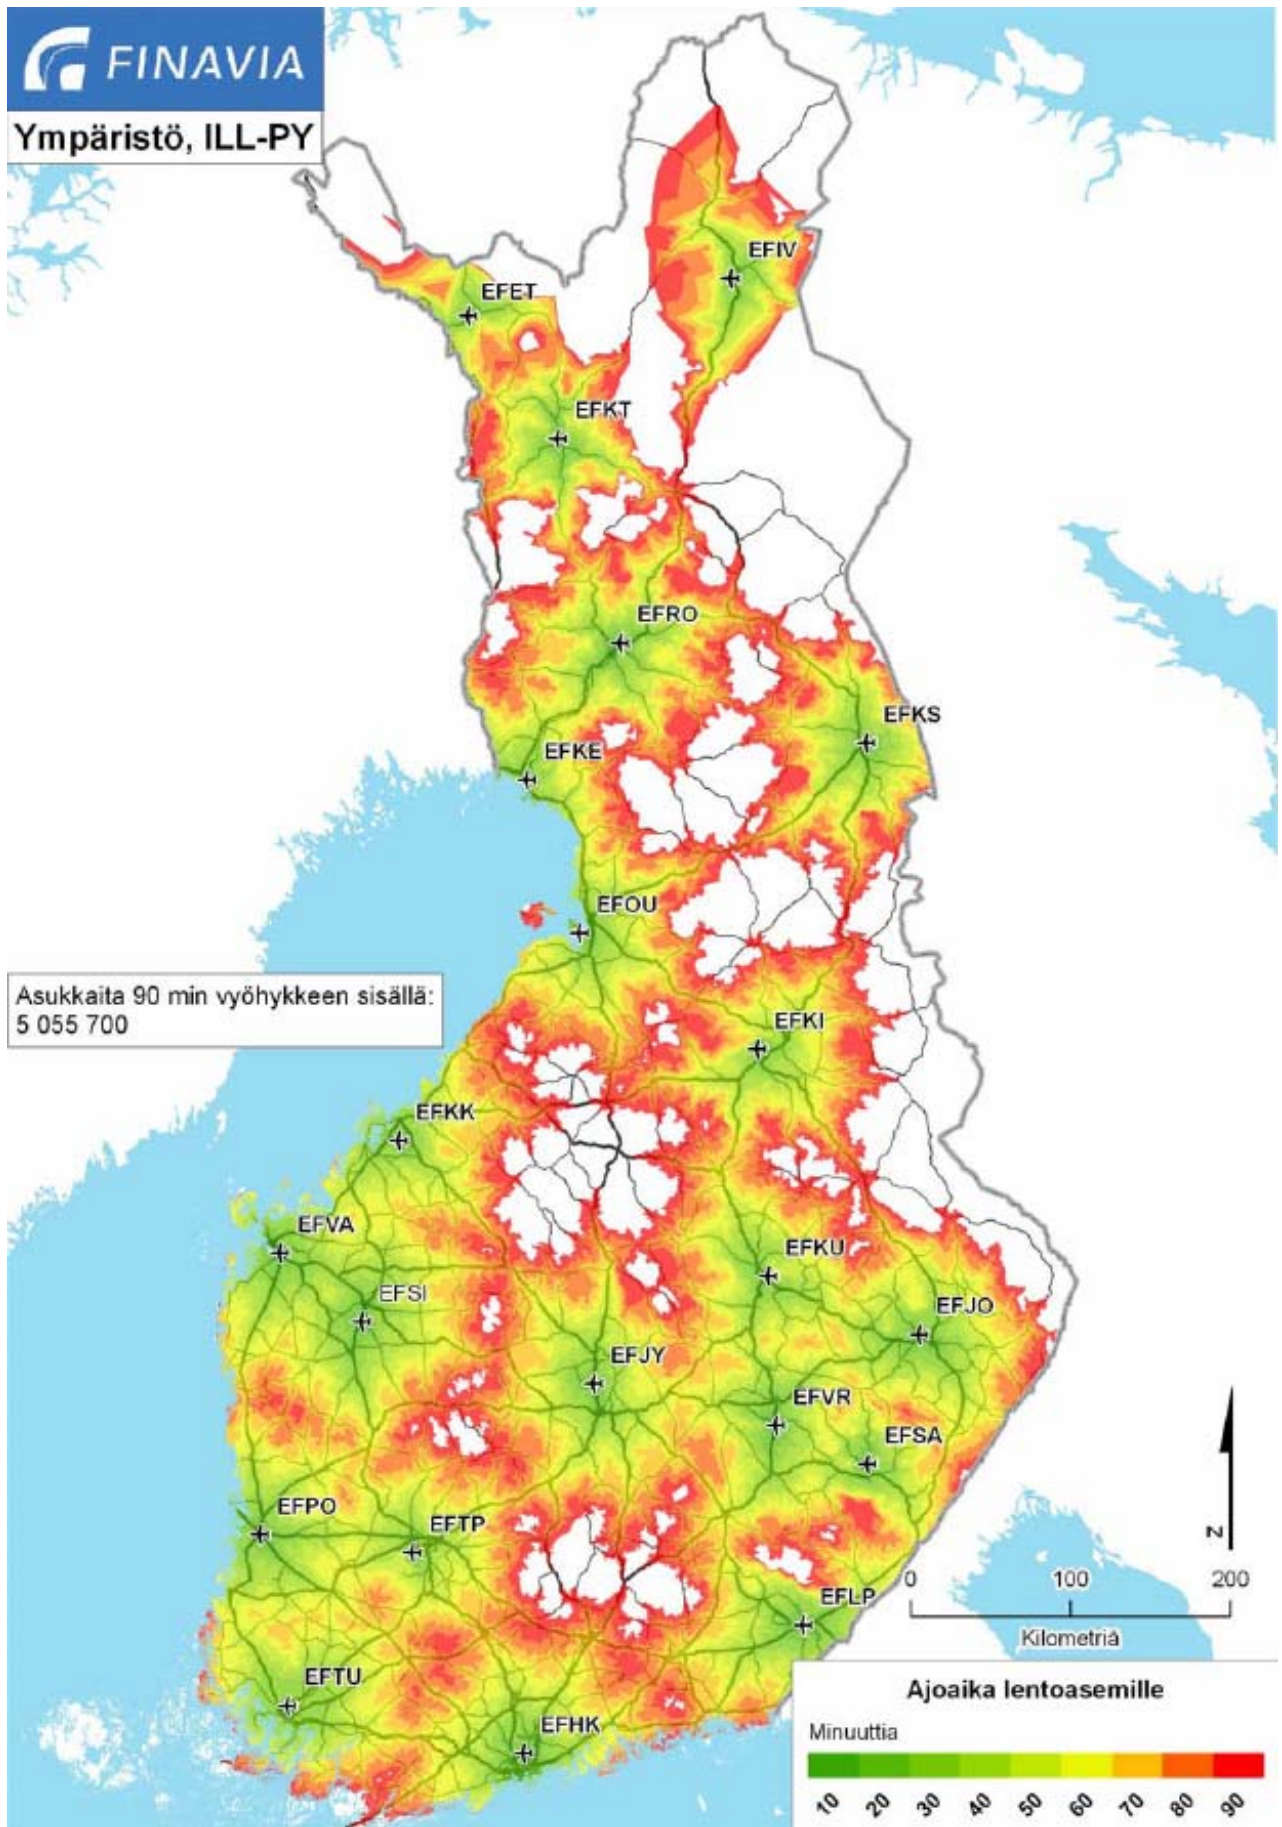 FINAVIA
Ympäristö, ILL-PY
EFIV
EFET
EFKT
EFRO
EFKS
EFKE
EFOU
Asukkaita 90 min vyöhykkeen sisällä:
5 055 700
EFKI
EFKK
EFVA
EFKU
EFSI
EFJO
EFJY
EFVR
EFSA
EFPO
EFTP
N
0 100 200
EFLP
Kilometriä
EFTU
Ajoaika lentoasemille
EFHK
Minuuttia
10 20 30 40 50 60 70 80 90